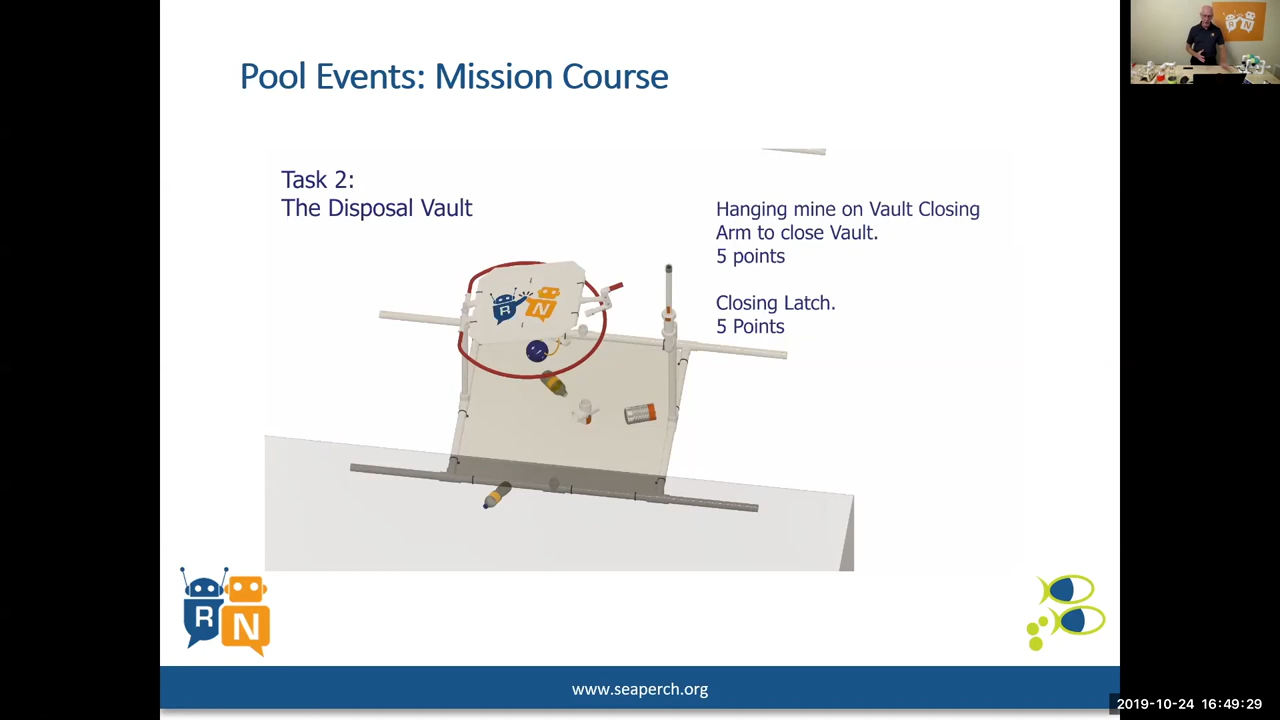 Pool Events: Mission Course
Task 2:
The Disposal Vault
Hanging mine on Vault Closing
Arm to close Vault.
5 points
Closing Latch.
5 Points
R N
R N
R N
www.seaperch.org
2019-10-24 16:49:29